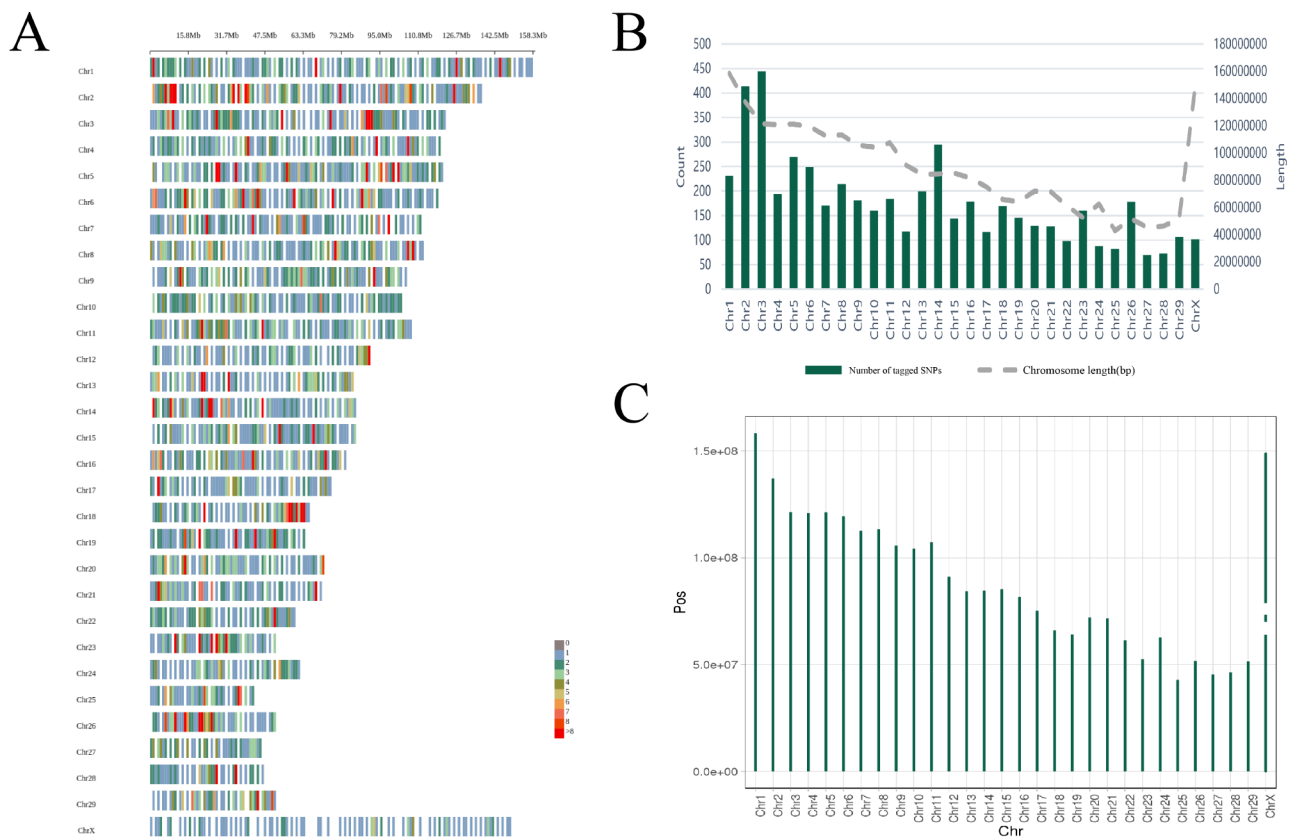 A
15.8Mb 31.7Mb 47.5Mb 63.3Mb 79.2Mb 95.0Mb 110.8Mb 126.7Mb 142.5Mb 158.3Mb
Chr1
Chr2
Chr3
Chr4
Chr5
Chr6
Chr7
Chr8
Chr9
Chr10
Chr11
Chr12
Chr13
Chr14
Chr15
Chr16
Chr17
Chr18
Chr19
Chr20
Chr21
Chr22
Chr23
Chr24
Chr25
Chr26
Chr27
Chr28
Chr29
ChrX
0
1
2
3
4
5
6
7
8
>8
B
500
450
400
350
300
250
200
150
100
50
0
Count
180000000
160000000
140000000
120000000
100000000
80000000
60000000
40000000
20000000
0
Length
Chr1 Chr2 Chr3 Chr4 Chr5 Chr6 Chr7 Chr8 Chr9 Chr10 Chr11 Chr12 Chr13 Chr14 Chr15 Chr16 Chr17 Chr18 Chr19 Chr20 Chr21 Chr22 Chr23 Chr24 Chr25 Chr26 Chr27 Chr28 Chr29 ChrX
Number of tagged SNPs Chromosome length(bp)
C
1.5e+08
1.0e+08
5.0e+07
0.0e+00
Pos
Chr1 Chr2 Chr3 Chr4 Chr5 Chr6 Chr7 Chr8 Chr9 Chr10 Chr11 Chr12 Chr13 Chr14 Chr15 Chr16 Chr17 Chr18 Chr19 Chr20 Chr21 Chr22 Chr23 Chr24 Chr25 Chr26 Chr27 Chr28 Chr29 ChrX
Chr